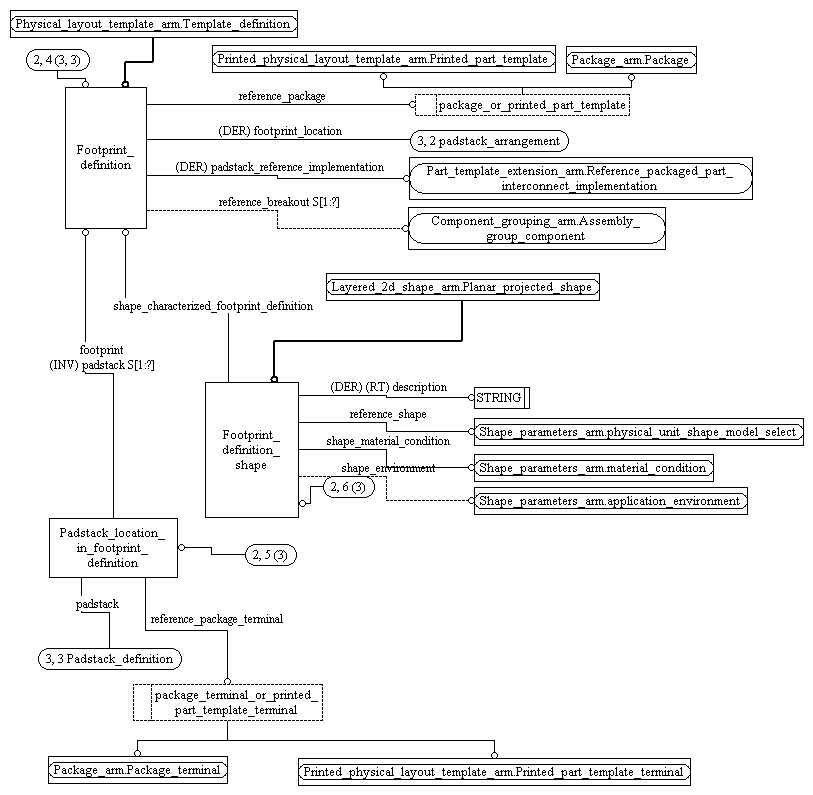 Physical_layout_template_arm.Template_definition
2, 4 (3, 3)
Printed_physical_layout_template_arm.Printed_part_template
Package_arm.Package
reference_package
package_or_printed_part_template
(DER) footprint_location
3, 2 padstack_arrangement
Footprint_
definition
(DER) padstack_reference_implementation
Part_template_extension_arm.Reference_packaged_part_
interconnect_implementation
reference_breakout S[1:?]
Component_grouping_arm.Assembly_
group_component
Layered_2d_shape_arm.Planar_projected_shape
shape_characterized_footprint_definition
footprint
(INV) padstack S[1:?]
(DER) (RT) description
STRING
reference_shape
Shape_parameters_arm.physical_unit_shape_model_select
Footprint_
definition_
shape
shape_material_condition
Shape_parameters_arm.material_condition
shape_environment
2, 6 (3)
Shape_parameters_arm.application_environment
Padstack_location_
in_footprint_
definition
2, 5 (3)
padstack
reference_package_terminal
3, 3 Padstack_definition
package_terminal_or_printed_
part_template_terminal
Package_arm.Package_terminal
Printed_physical_layout_template_arm.Printed_part_template_terminal